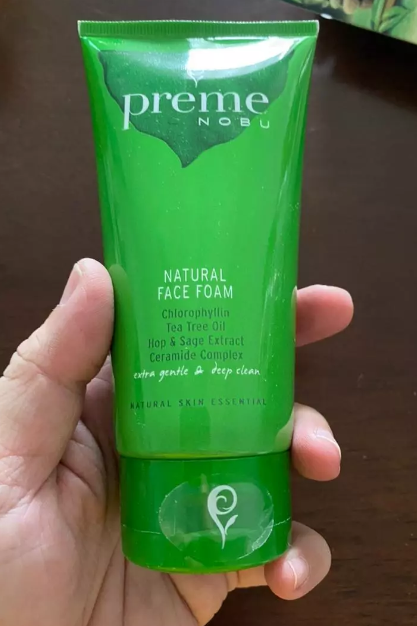 preme
NOBU
NATURAL
FACE FOAM
Chlorophyllin
Tea Tree Oil
Hop & Sage Extract
Ceramide Complex
extra gentle & deep clean
NATURAL SKIN ESSENTIAL